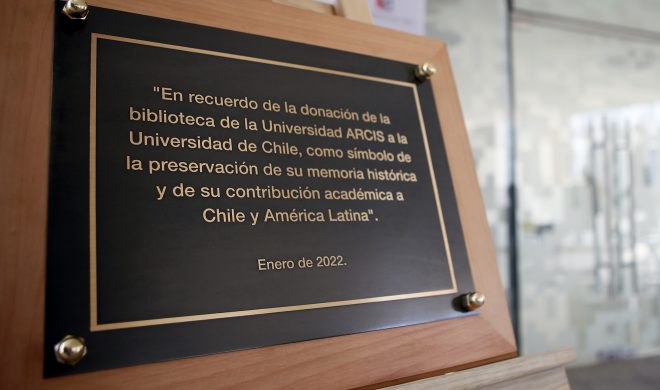 "En recuerdo de la donación de la
biblioteca de la Universidad ARCIS a la
Universidad de Chile, como símbolo de
la preservación de su memoria histórica
y de su contribución académica a
Chile y América Latina".
Enero de 2022.